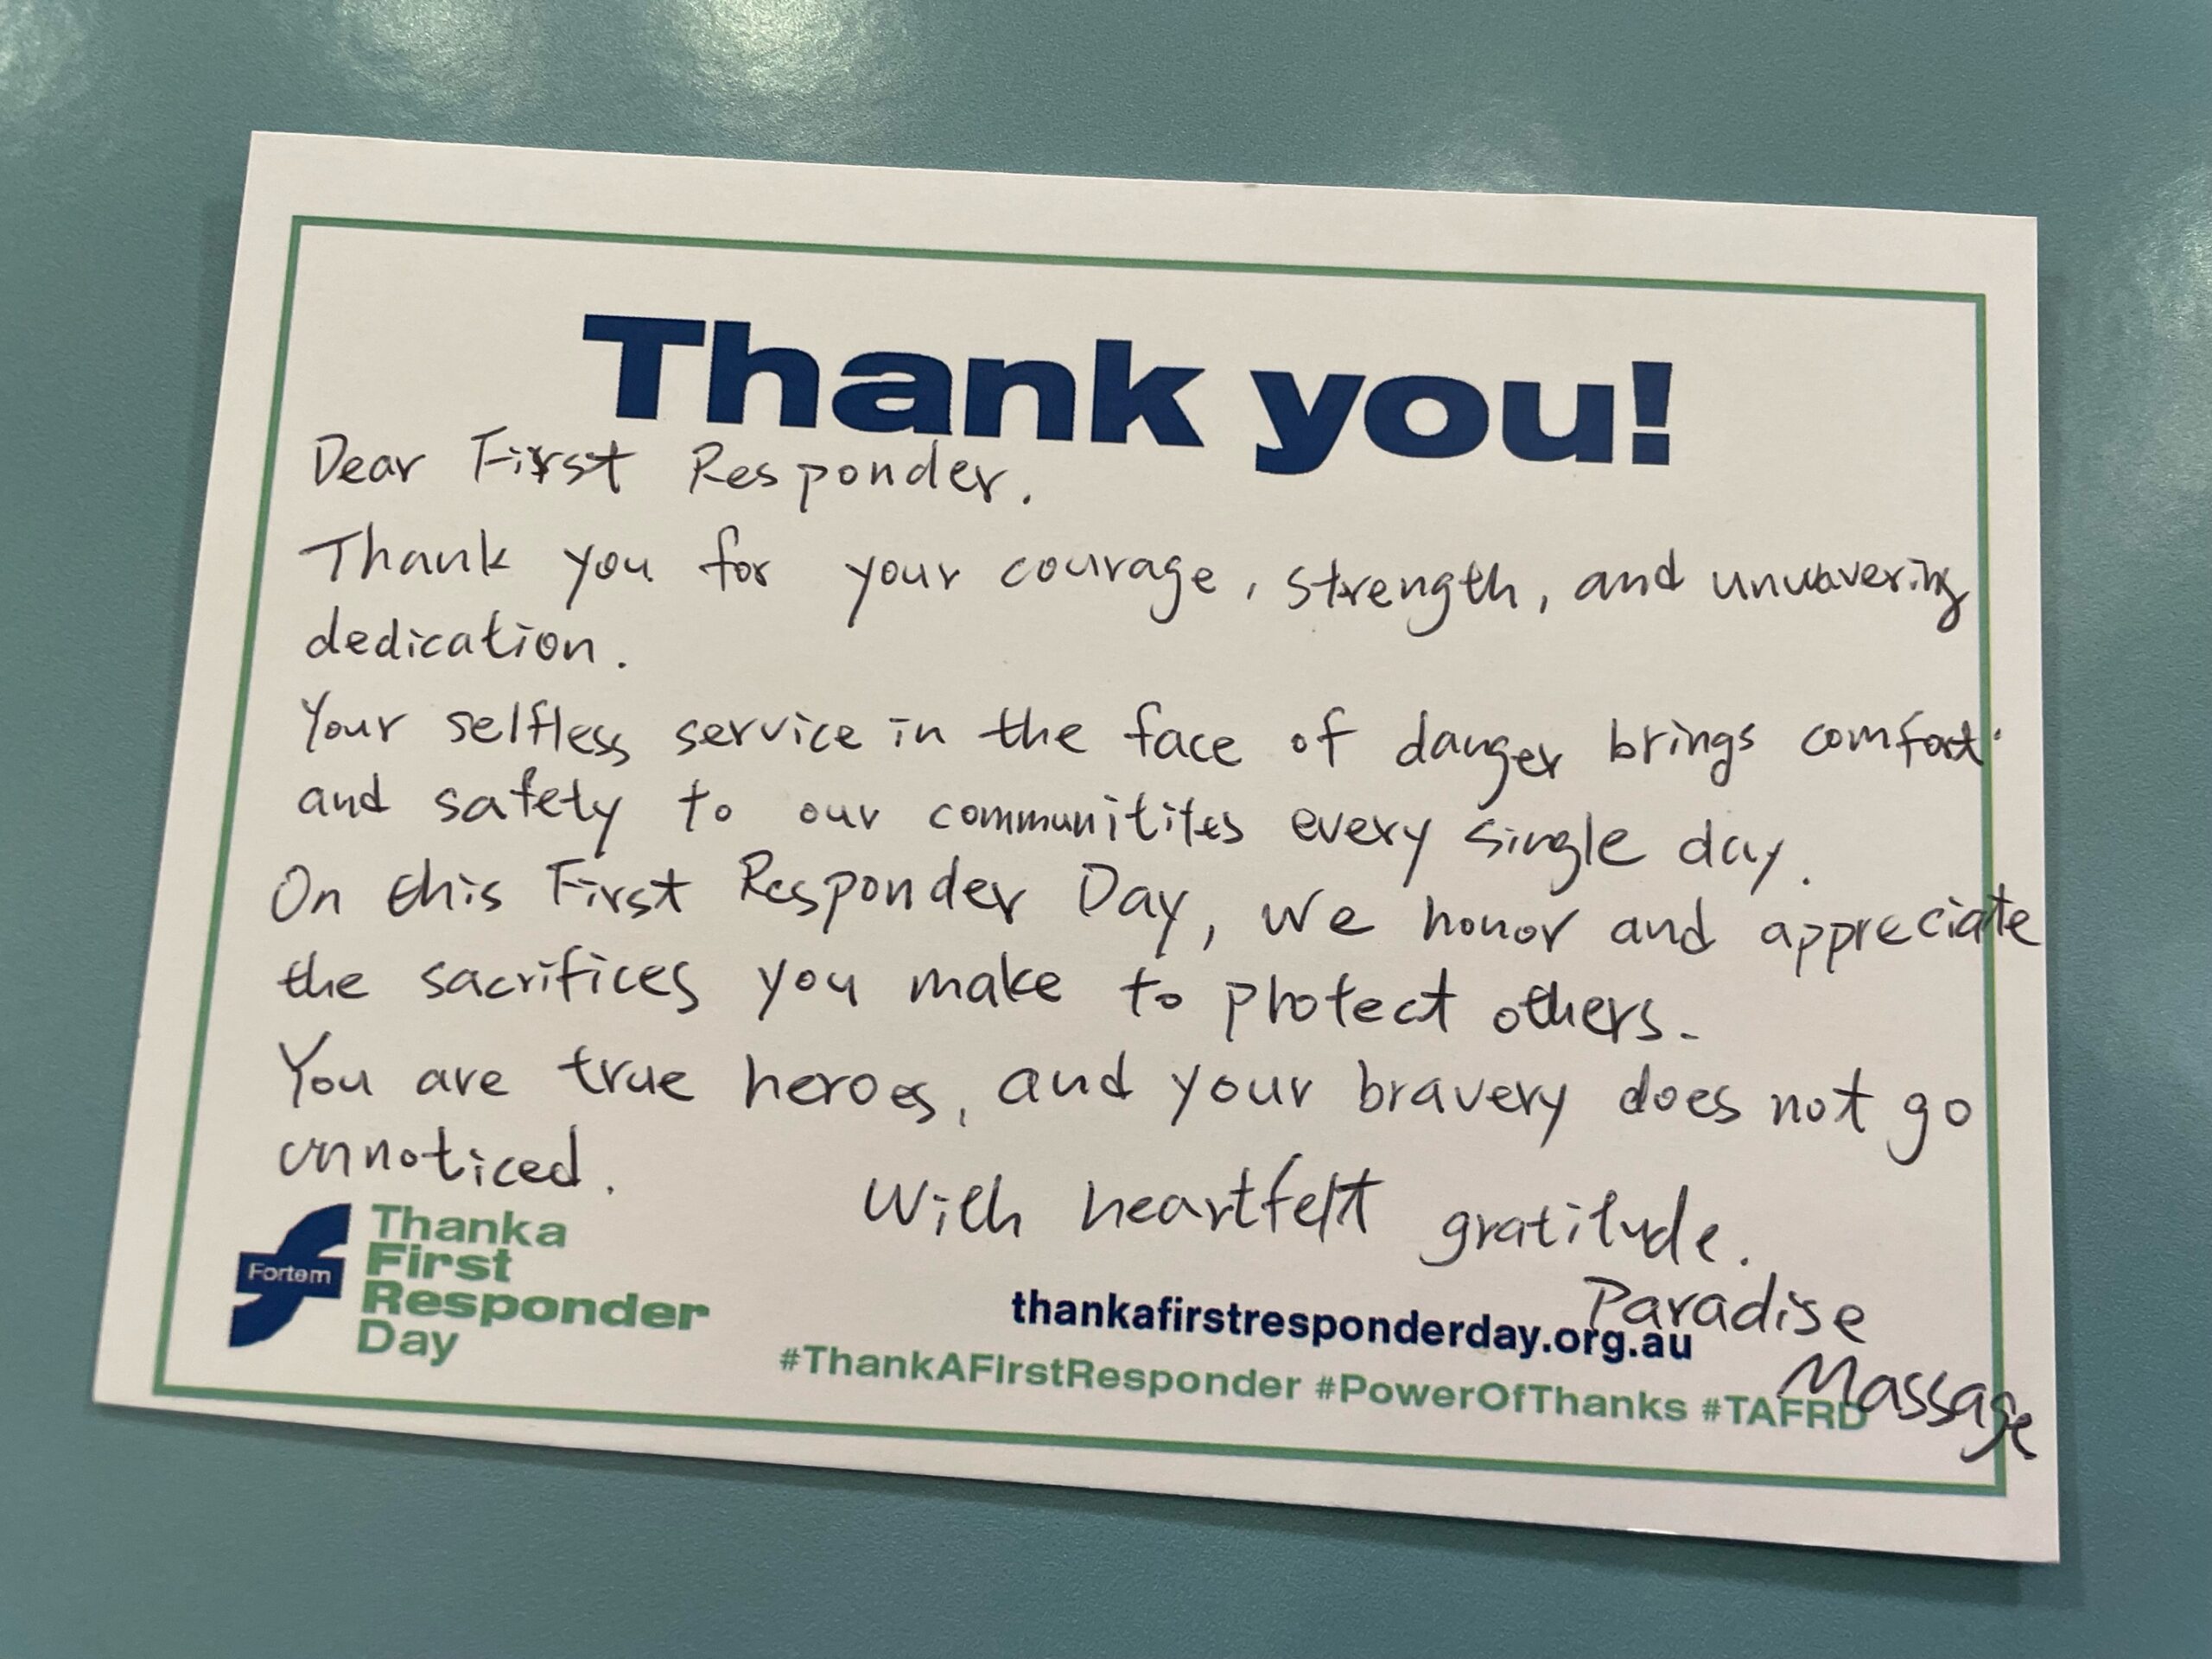 Thank you!
Dear First Responder.
Thank you for your courage, strength, and unwavering
dedication.
Your selfless service in the face of danger brings comfort
and safety to our communitites every single day.
On this First Responder Day, we honor and appreciate
the sacrifices you make to protect others.
You are true heroes, and your bravery does not go
unnoticed.
With heartfelt gratitude.
Paradise
Massage
Fortem
Thank a
First
Responder
Day
thankafirstresponderday.org.au
#ThankAFirstResponder #PowerOfThanks #TAFRD